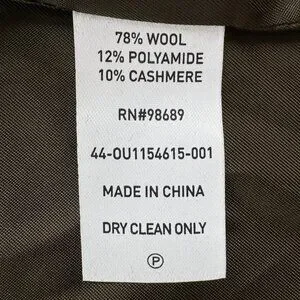 78% WOOL
12% POLYAMIDE
10% CASHMERE
RN#98689
44-OU1154615-001
MADE IN CHINA
DRY CLEAN ONLY
P